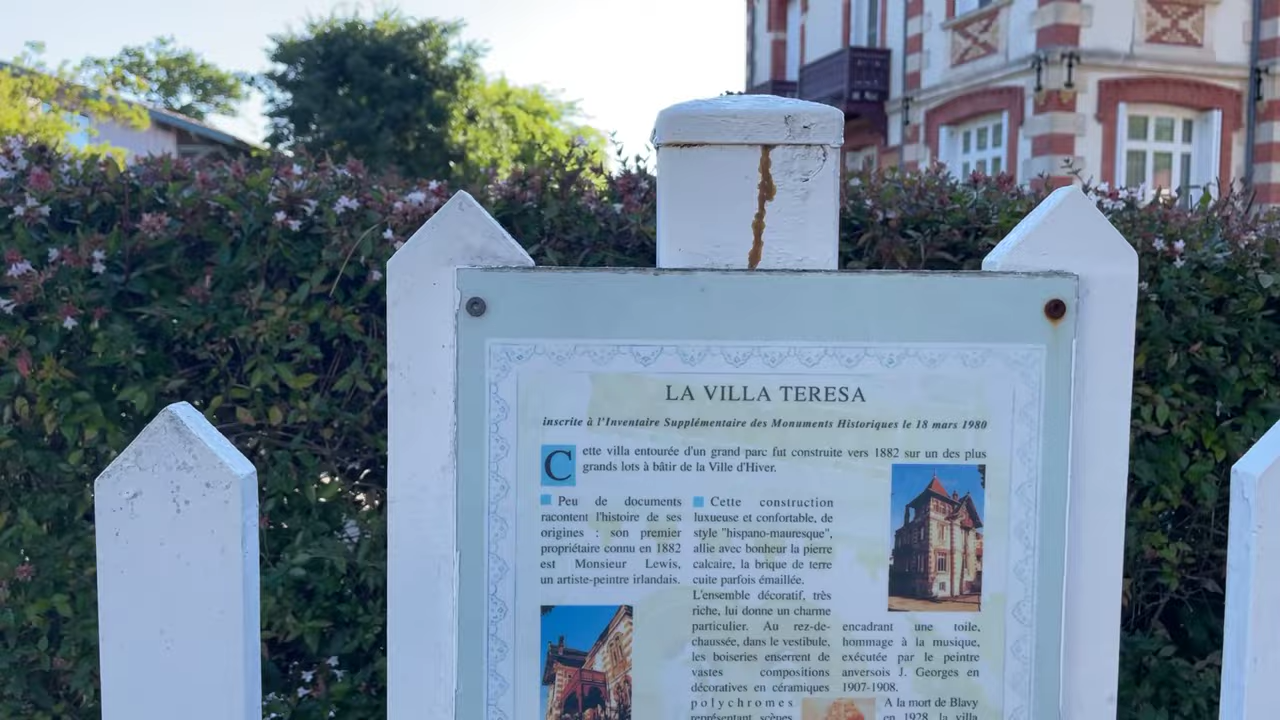 LA VILLA TERESA
inscrite à l'Inventaire Supplémentaire des Monuments Historiques le 18 mars 1980
Cette villa entourée d'un grand parc fut construite vers 1882 sur un des plus
grands lots à bâtir de la Ville d'Hiver.
Peu de documents
racontent l'histoire de ses
origines : son premier
propriétaire connu en 1882
est Monsieur Lewis,
un artiste-peintre irlandais.
Cette construction
luxueuse et confortable, de
style "hispano-mauresque",
allie avec bonheur la pierre
calcaire, la brique de terre
cuite parfois émaillée.
L'ensemble décoratif, très
riche, lui donne un charme
particulier. Au rez-de-
chaussée, dans le vestibule,
les boiseries enserrent de
vastes compositions
décoratives en céramiques
polychromes
représentant scènes
encadrant une toile,
hommage à la musique,
exécutée par le peintre
anversois J. Georges en
1907-1908.
A la mort de Blavy
en 1928, la villa